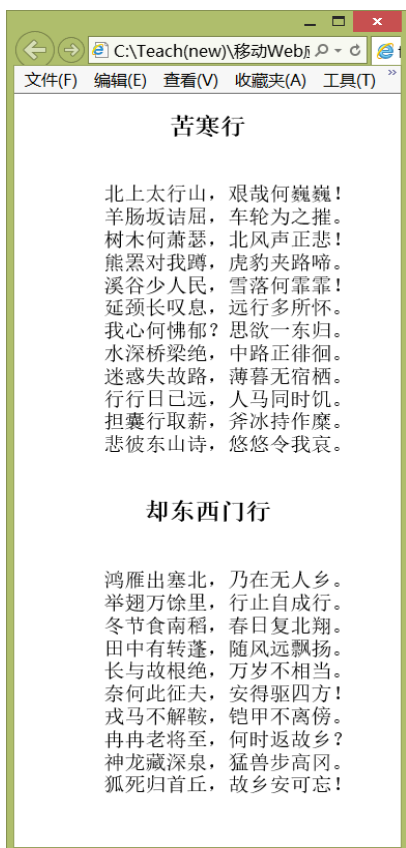 C:\Teach(new)\移动Web
文件(F) 编辑(E) 查看(V) 收藏夹(A) 工具(T) »
苦寒行
北上太行山，艰哉何巍巍！
羊肠坂诘屈，车轮为之摧。
树木何萧瑟，北风声正悲！
熊罴对我蹲，虎豹夹路啼。
溪谷少人民，雪落何霏霏！
延颈长叹息，远行多所怀。
我心何怫郁？思欲一东归。
水深桥梁绝，中路正徘徊。
迷惑失故路，薄暮无宿栖。
行行日已远，人马同时饥。
担囊行取薪，斧冰持作糜。
悲彼东山诗，悠悠令我哀。
却东西门行
鸿雁出塞北，乃在无人乡。
举翅万馀里，行止自成行。
冬节食南稻，春日复北翔。
田中有转蓬，随风远飘扬。
长与故根绝，万岁不相当。
奈何此征夫，安得驱四方！
戎马不解鞍，铠甲不离傍。
冉冉老将至，何时返故乡？
神龙藏深泉，猛兽步高冈。
狐死归首丘，故乡安可忘！